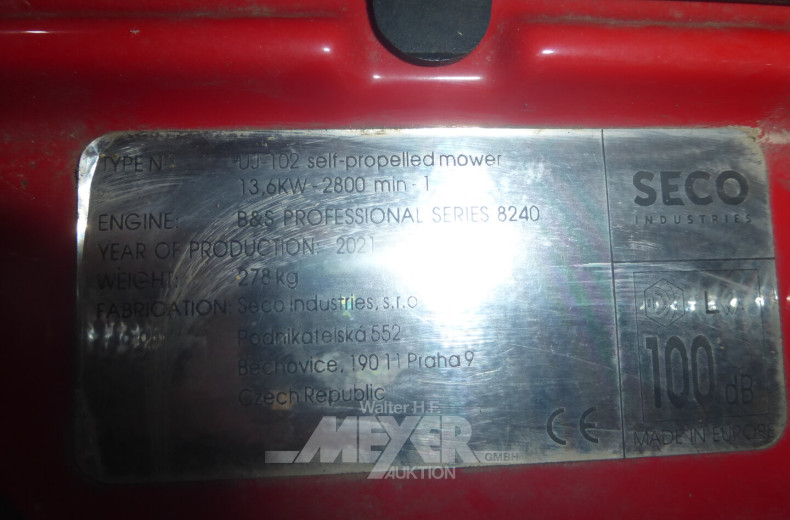 TYPE N°: UJ-102 self-propelled mower
13,6KW - 2800 min - 1
ENGINE: B&S PROFESSIONAL SERIES 8240
YEAR OF PRODUCTION: 2021
WEIGHT: 278 kg
FABRICATION: Seco Industries, s.r.o
Podnikatelská 552
Bechovice, 190 11 Praha 9
Czech Republic
SECO
INDUSTRIES
L
100 dB
CE
MADE IN EUROPE
Walter H.F.
MEYER
GMBH
AUKTION